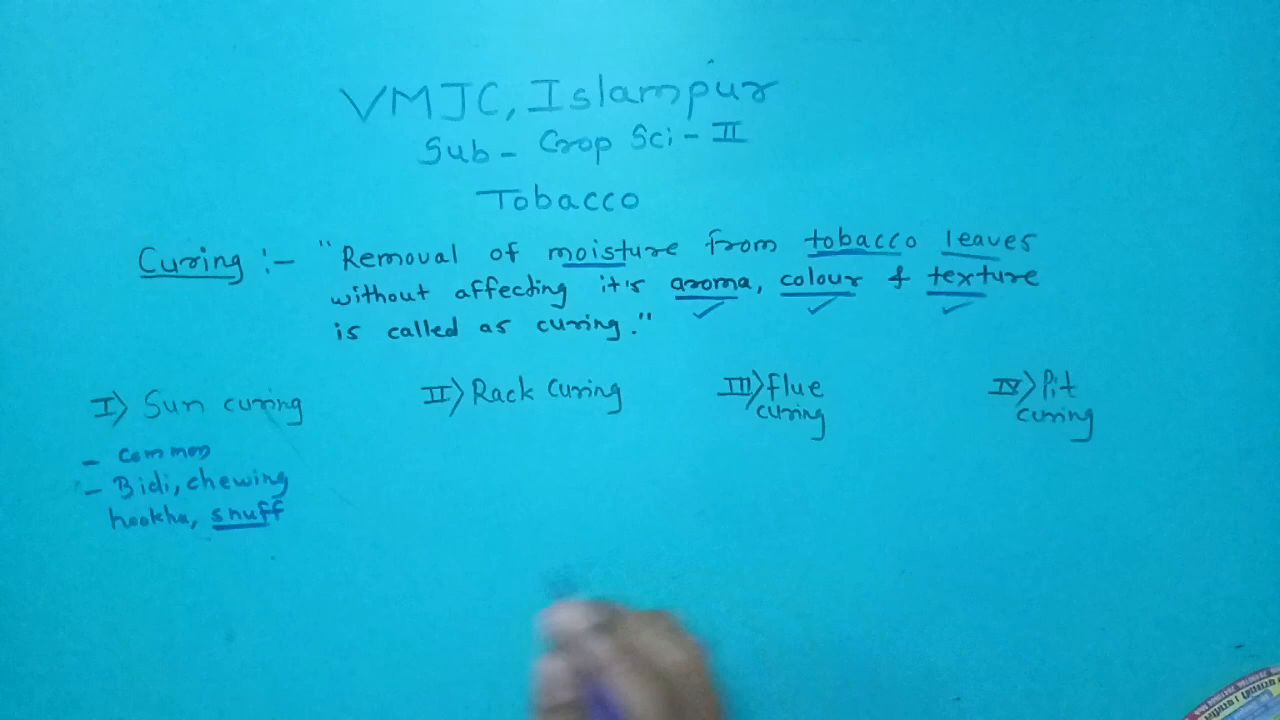 VMJC, Islampur
Sub - Crop Sci - II
Tobacco
Curing :- "Removal of moisture from tobacco leaves
without affecting it's aroma, colour & texture
is called as curing."
I) Sun curing
- common
- Bidi, chewing
hookha, snuff
II) Rack Curing
III) Flue
curing
IV) Pit
curing